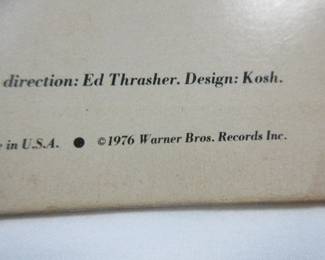 direction: Ed Thrasher. Design: Kosh.
in U.S.A. ● ©1976 Warner Bros. Records Inc.